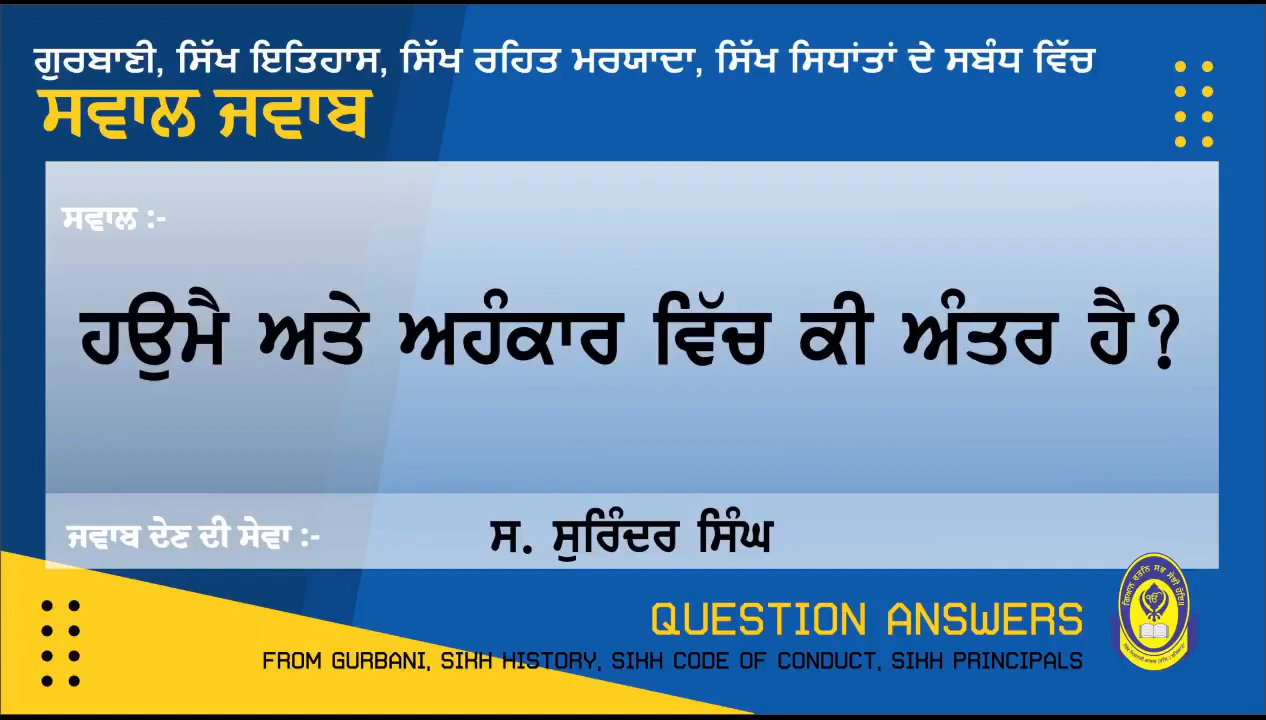 ਗੁਰਬਾਣੀ, ਸਿੱਖ ਇਤਿਹਾਸ, ਸਿੱਖ ਰਹਿਤ ਮਰਯਾਦਾ, ਸਿੱਖ ਸਿਧਾਂਤਾਂ ਦੇ ਸਬੰਧ ਵਿੱਚ
ਸਵਾਲ ਜਵਾਬ
ਸਵਾਲ :-
ਹਉਮੈ ਅਤੇ ਅਹੰਕਾਰ ਵਿੱਚ ਕੀ ਅੰਤਰ ਹੈ?
ਜਵਾਬ ਦੇਣ ਦੀ ਸੇਵਾ :- ਸ. ਸੁਰਿੰਦਰ ਸਿੰਘ
QUESTION ANSWERS
FROM GURBANI, SIKH HISTORY, SIKH CODE OF CONDUCT, SIKH PRINCIPALS